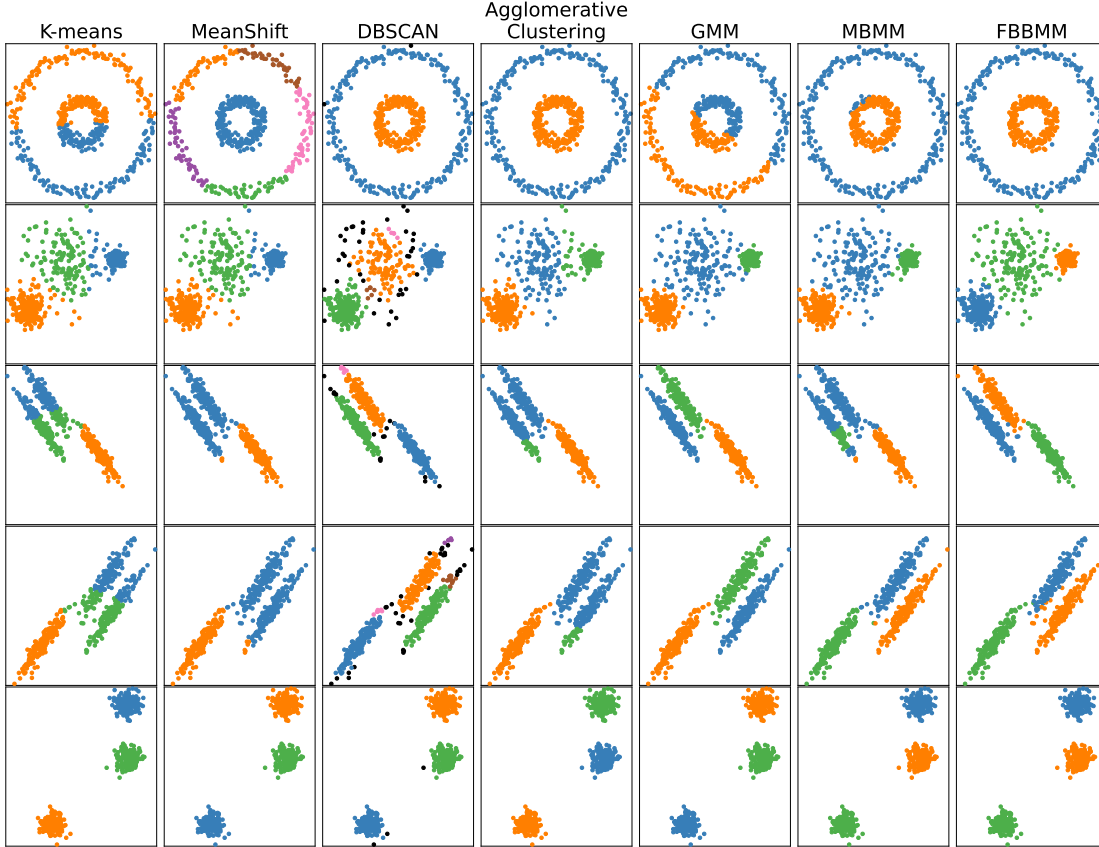 K-means
MeanShift
DBSCAN
Agglomerative
Clustering
GMM
MBMM
FBBMM